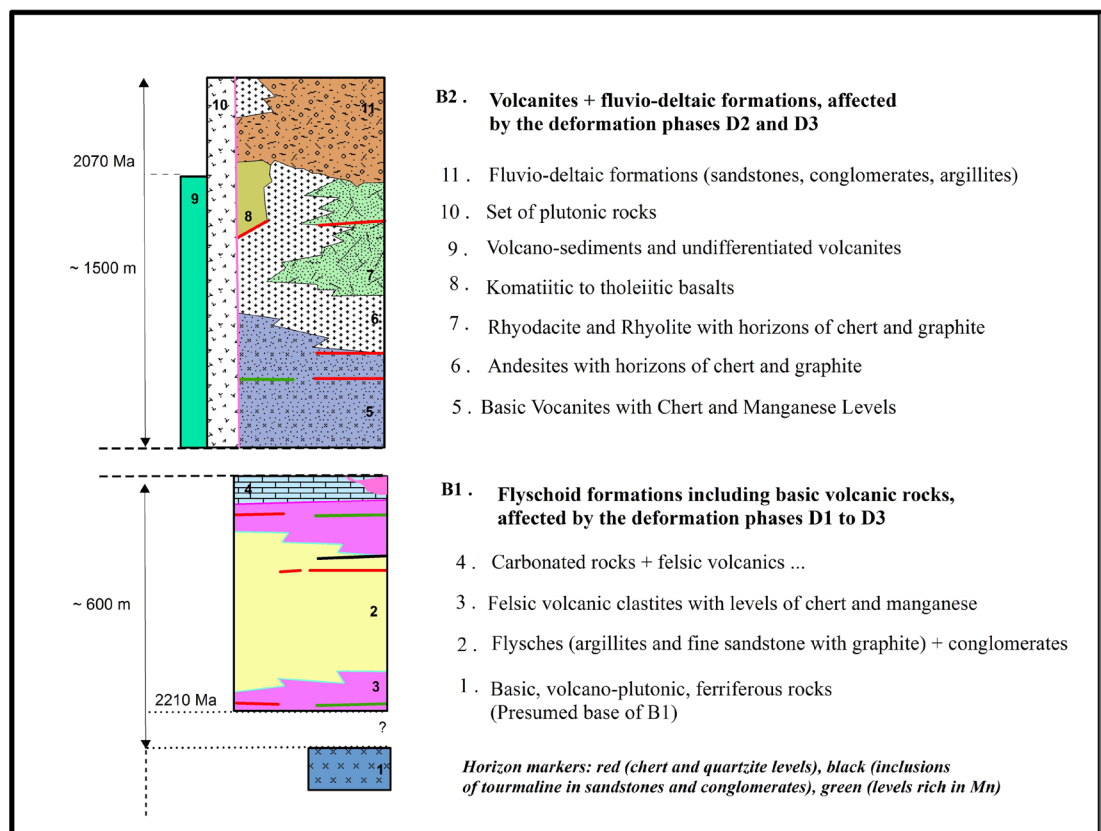 B2 . Volcanites + fluvio-deltaic formations, affected
by the deformation phases D2 and D3
11 . Fluvio-deltaic formations (sandstones, conglomerates, argillites)
10 . Set of plutonic rocks
9 . Volcano-sediments and undifferentiated volcanites
8 . Komatiitic to tholeiitic basalts
7 . Rhyodacite and Rhyolite with horizons of chert and graphite
6 . Andesites with horizons of chert and graphite
5 . Basic Vocanites with Chert and Manganese Levels
10
11
2070 Ma
9
8
~ 1500 m
7
6
5
B1 . Flyschoid formations including basic volcanic rocks,
affected by the deformation phases D1 to D3
4 . Carbonated rocks + felsic volcanics ...
3 . Felsic volcanic clastites with levels of chert and manganese
2 . Flysches (argillites and fine sandstone with graphite) + conglomerates
1 . Basic, volcano-plutonic, ferriferous rocks
(Presumed base of B1)
4
~ 600 m
2
3
2210 Ma
?
1
Horizon markers: red (chert and quartzite levels), black (inclusions
of tourmaline in sandstones and conglomerates), green (levels rich in Mn)